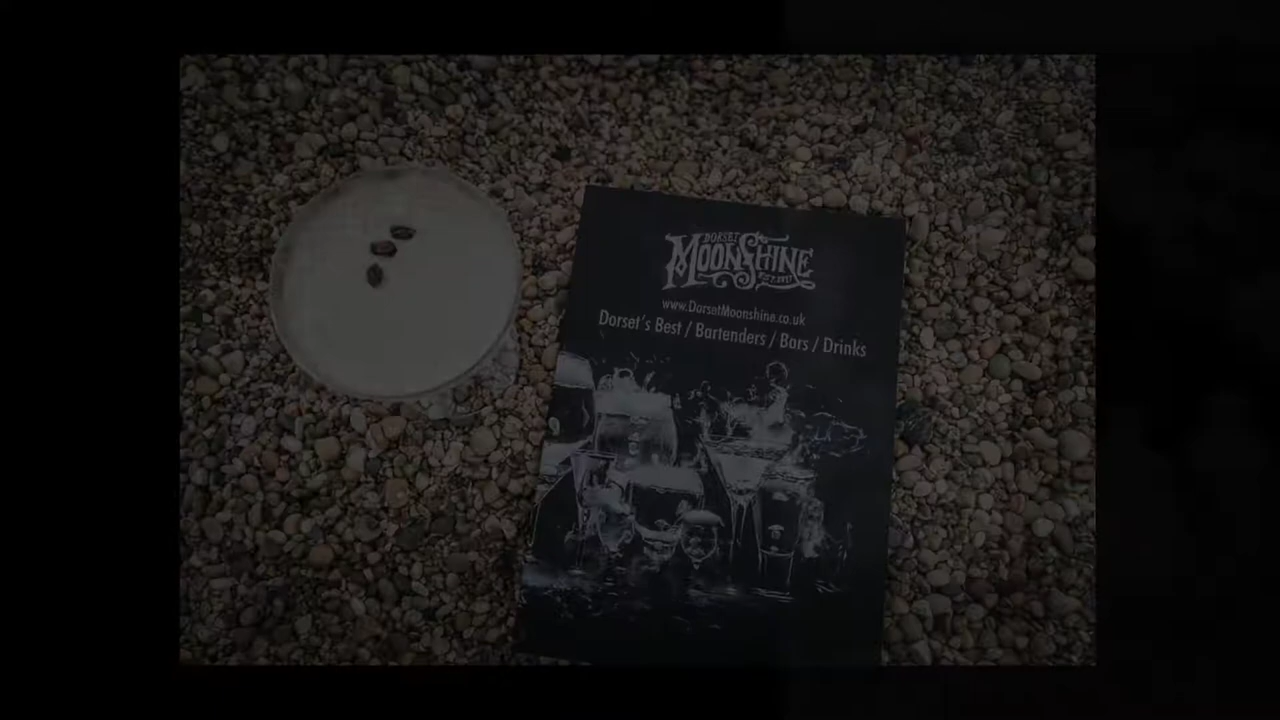 DORSET
MOONSHINE
EST. 2017
www.DorsetMoonshine.co.uk
Dorset's Best / Bartenders / Bars / Drinks